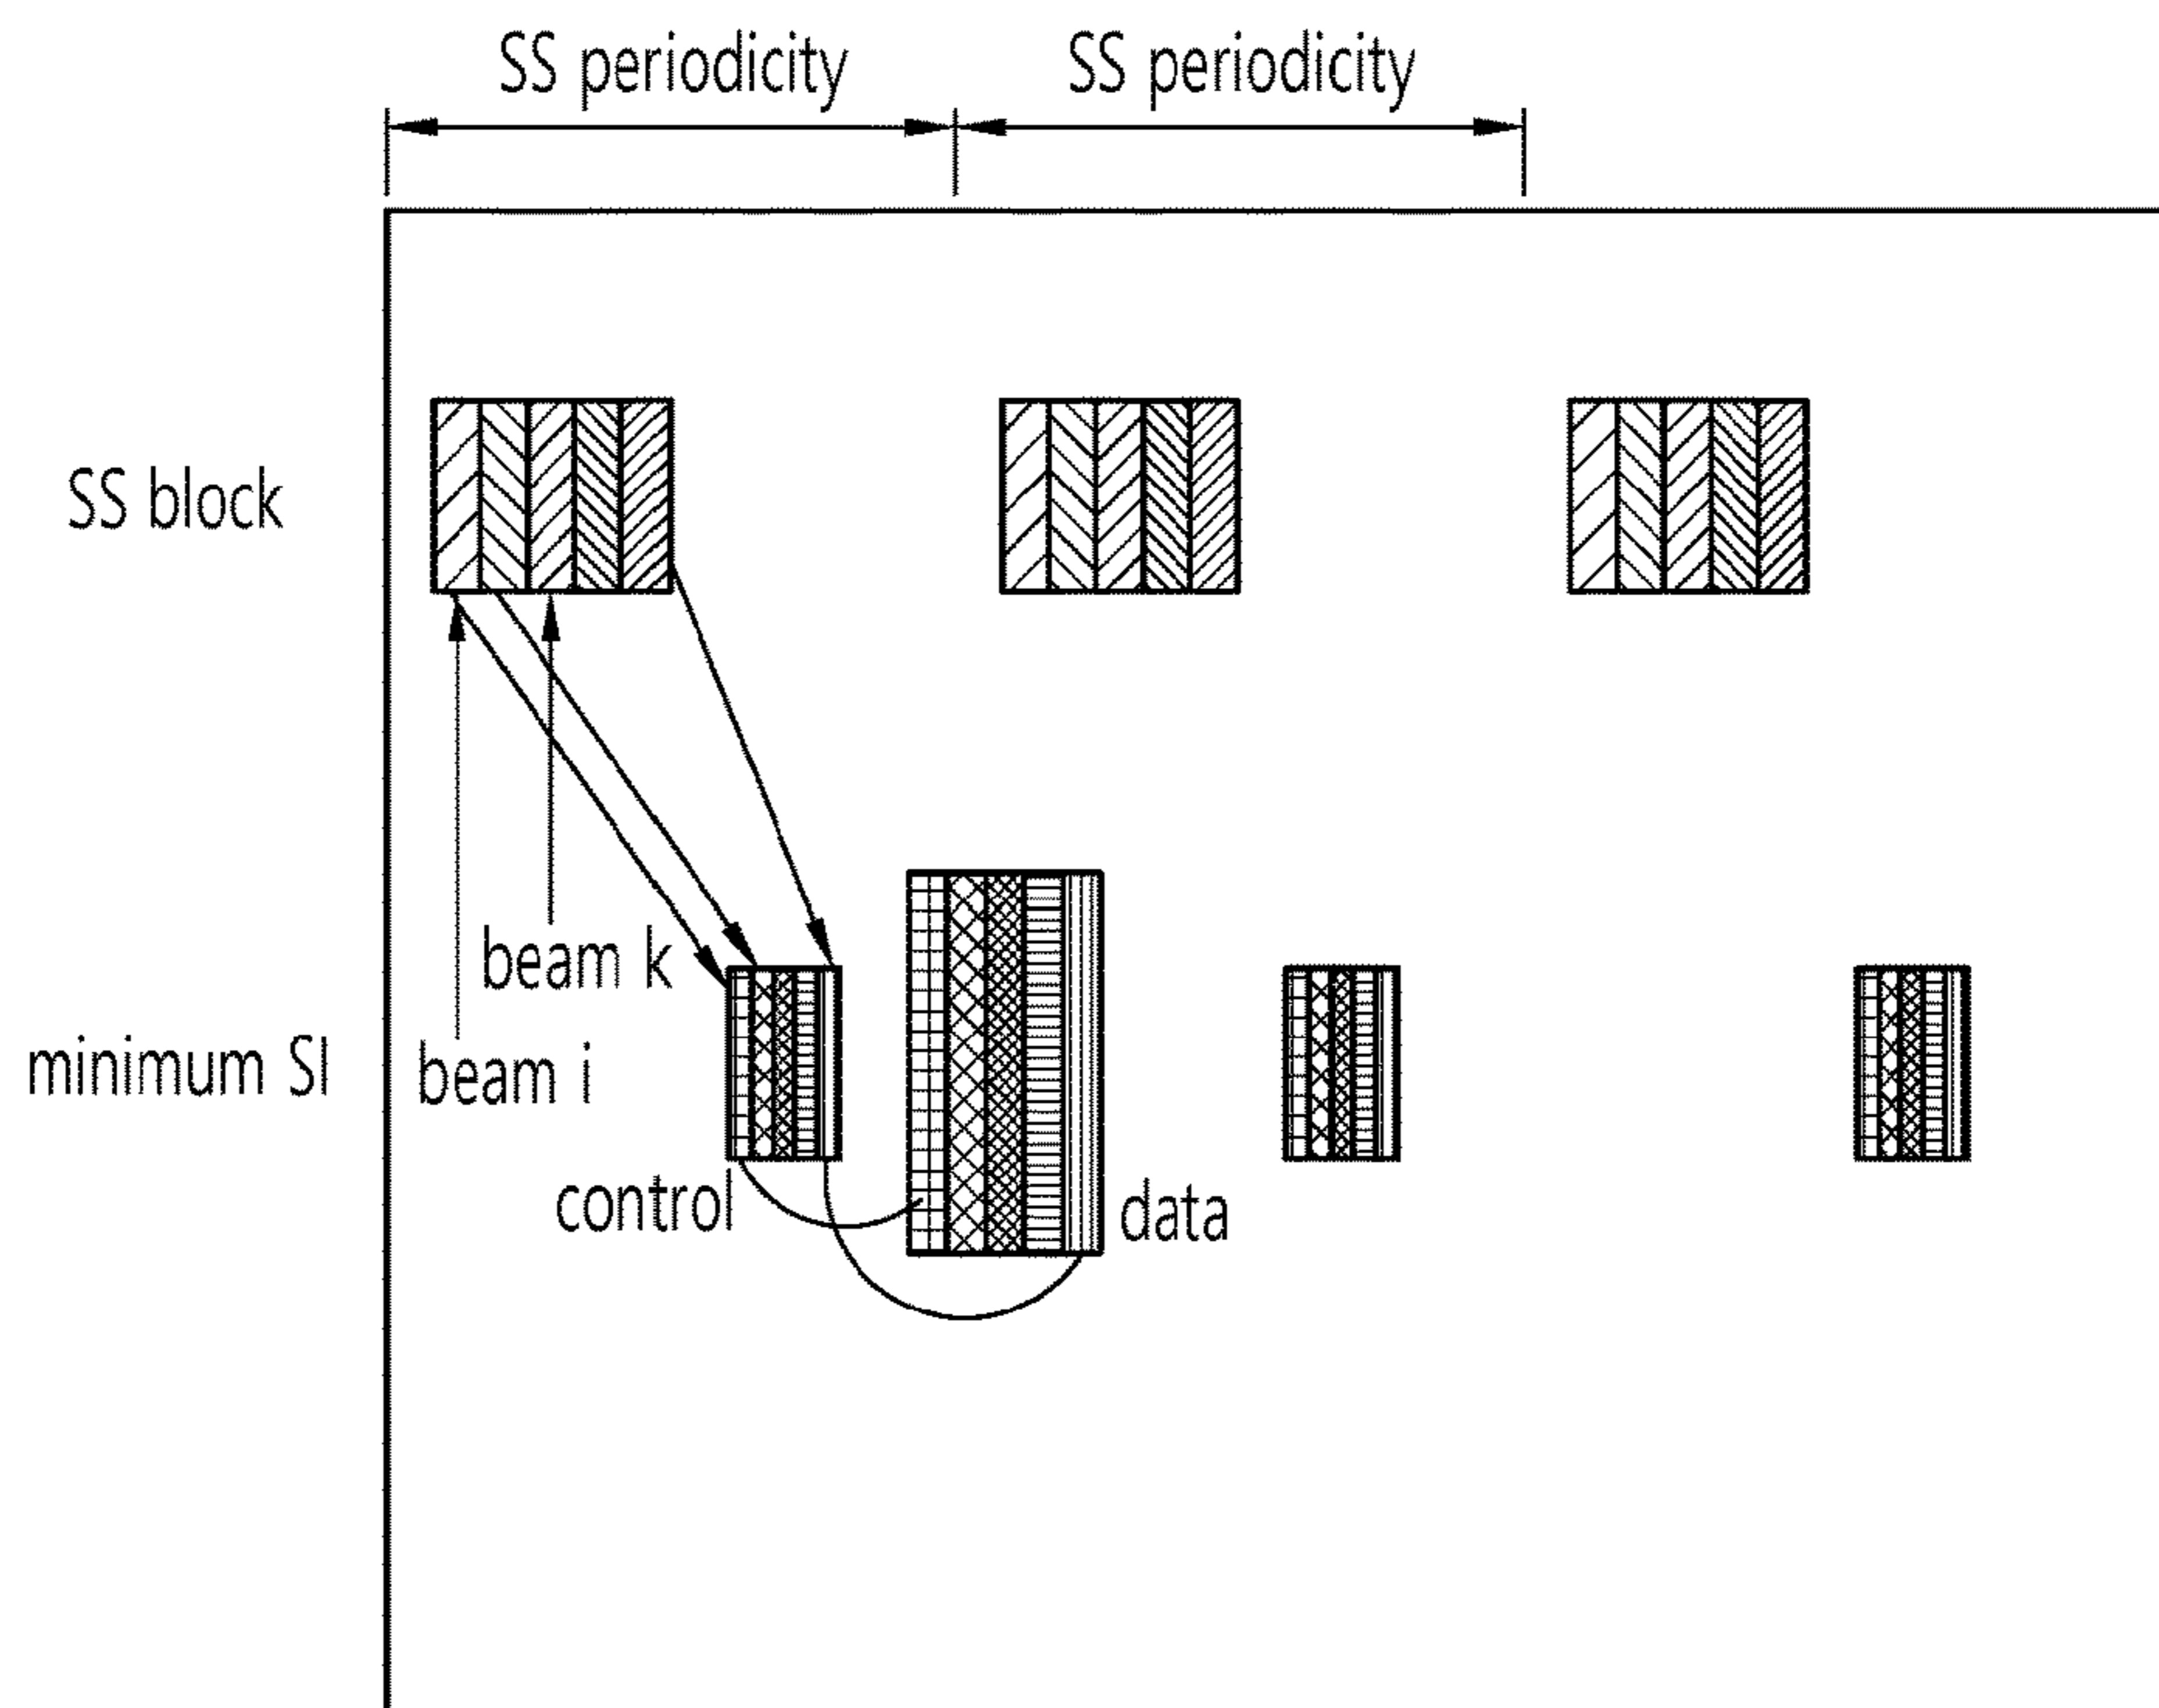 SS periodicity
SS periodicity
SS block
beam k
minimum SI
beam i
control
data